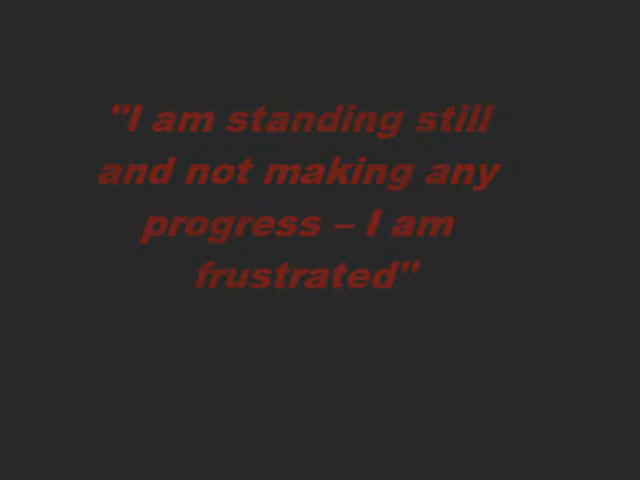 "I am standing still
and not making any
progress – I am
frustrated"